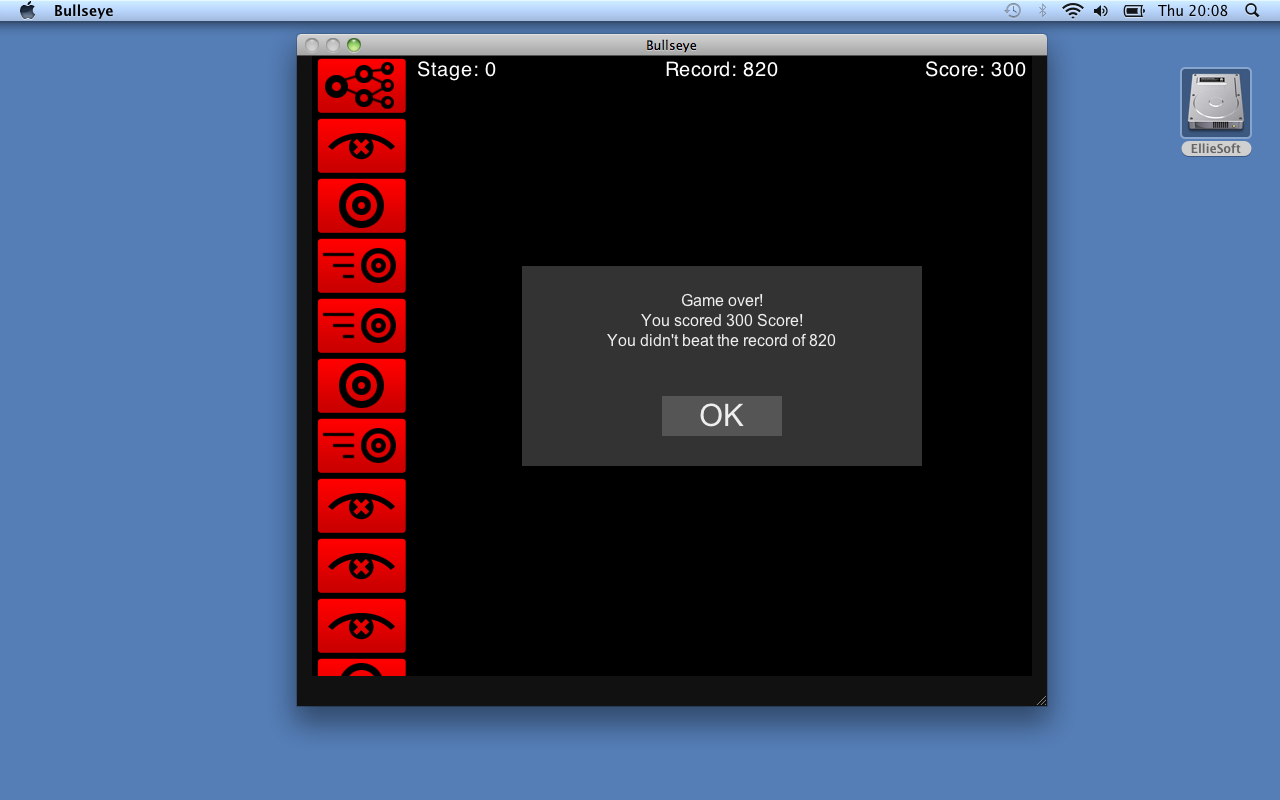 Bullseye
Thu 20:08
Bullseye
Stage: 0
Record: 820
Score: 300
EllieSoft
Game over!
You scored 300 Score!
You didn't beat the record of 820
OK